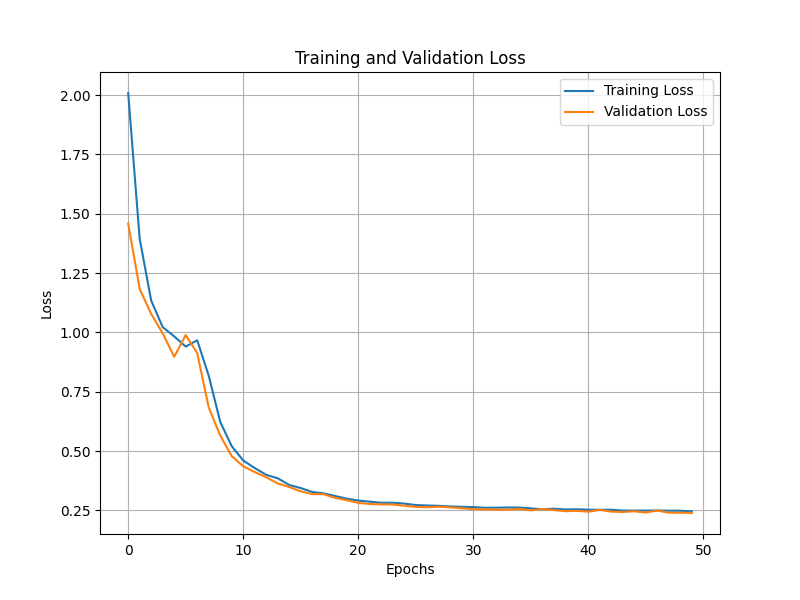 Training and Validation Loss
Training Loss
Validation Loss
2.00
1.75
1.50
1.25
1.00
0.75
0.50
0.25
Loss
0 10 20 30 40 50
Epochs